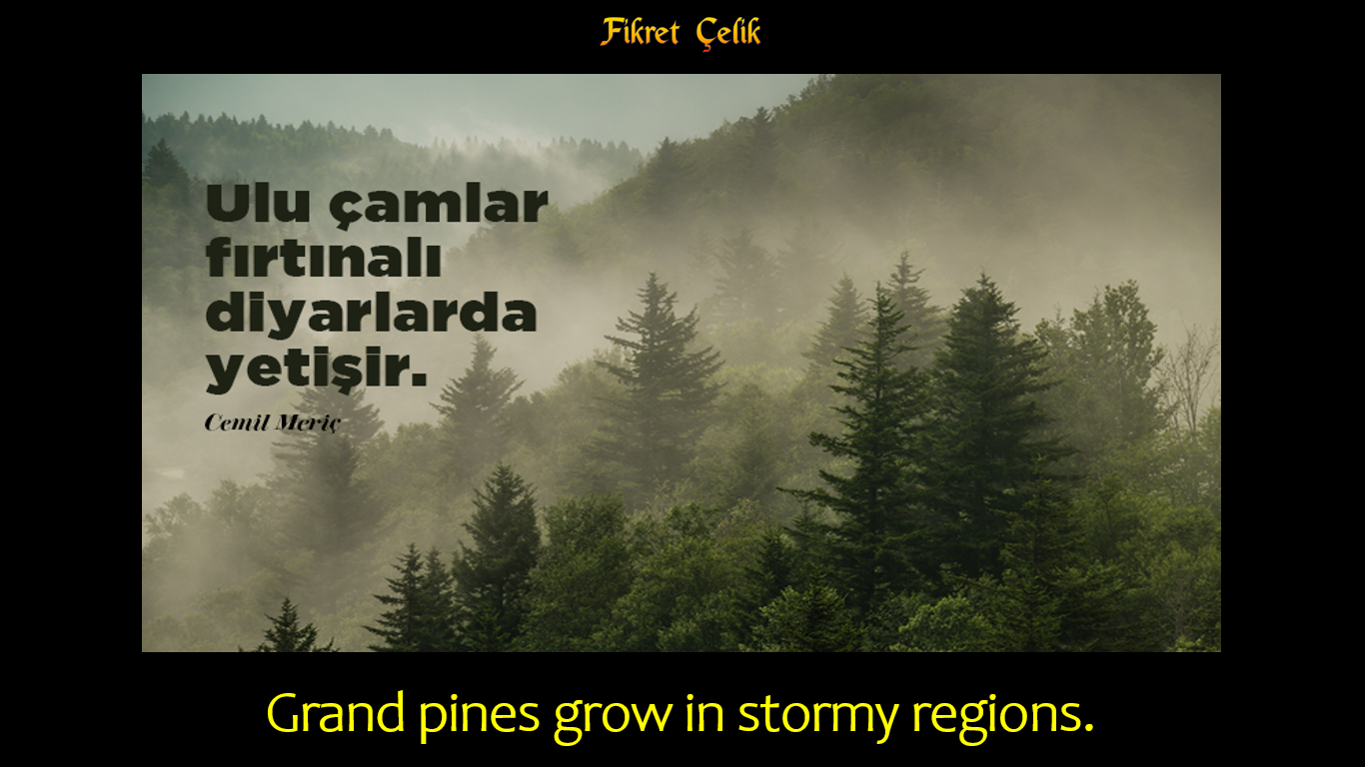 Fikret Çelik
Ulu çamlar
fırtınalı
diyarlarda
yetişir.
Cemil Meriç
Grand pines grow in stormy regions.